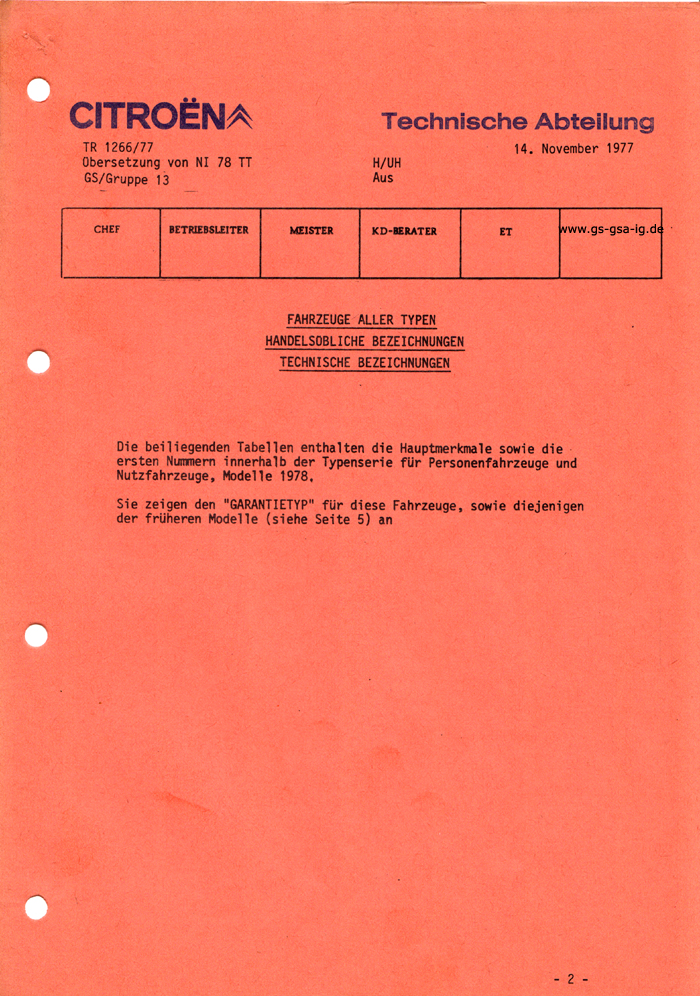 CITROËN
Technische Abteilung
TR 1266/77
14. November 1977
Obersetzung von NI 78 TT
H/UH
GS/Gruppe 13
Aus
CHEF
BETRIEBSLEITER
MEISTER
KD-BERATER
ET
www.gs-gsa-ig.de
FAHRZEUGE ALLER TYPEN
HANDELSOBLICHE BEZEICHNUNGEN
TECHNISCHE BEZEICHNUNGEN
Die beiliegenden Tabellen enthalten die Hauptmerkmale sowie die
ersten Nummern innerhalb der Typenserie für Personenfahrzeuge und
Nutzfahrzeuge, Modelle 1978.
Sie zeigen den "GARANTIETYP" für diese Fahrzeuge, sowie diejenigen
der früheren Modelle (siehe Seite 5) an
- 2 -